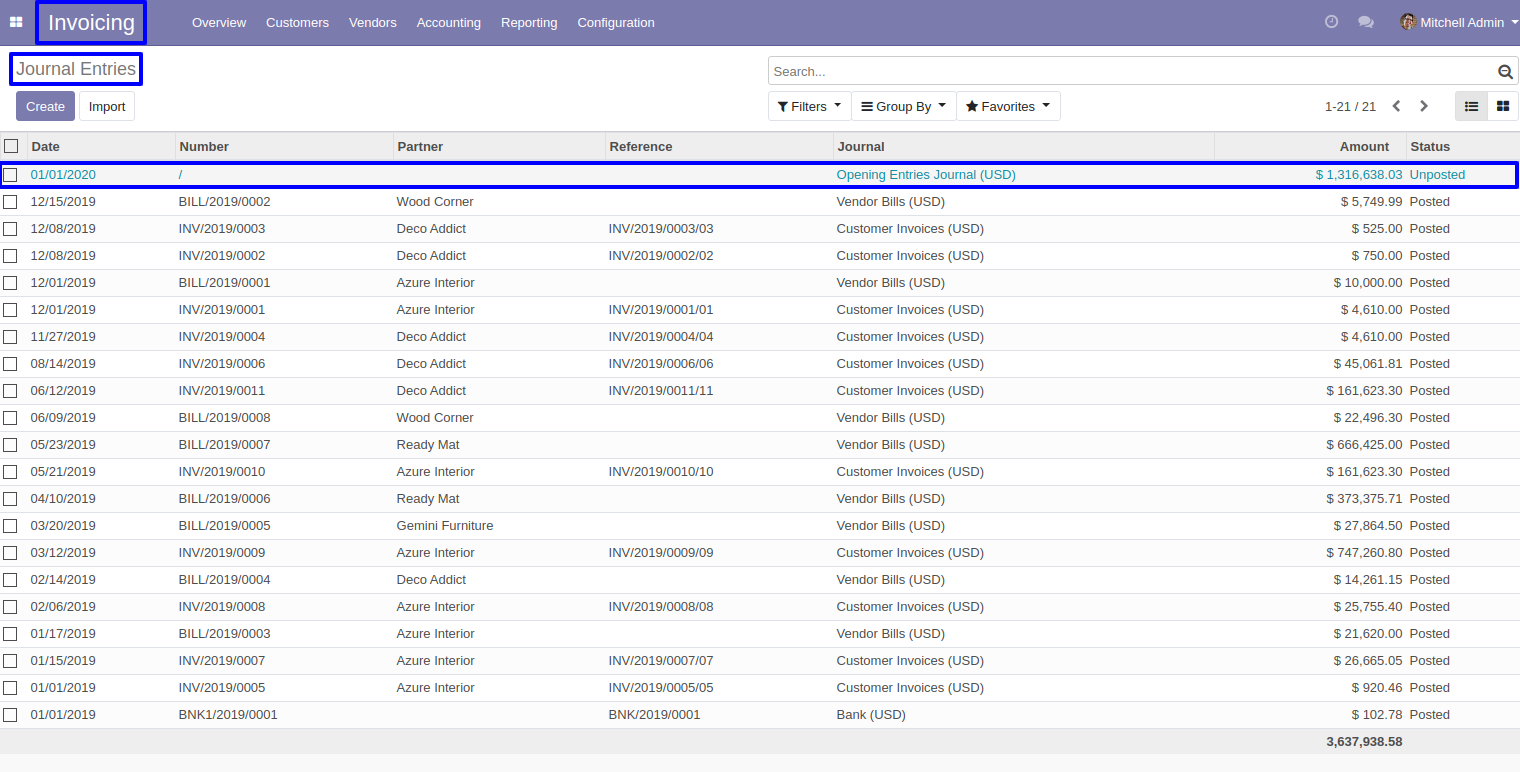 Invoicing Overview Customers Vendors Accounting Reporting Configuration Mitchell Admin
Journal Entries
Search...
Create Import Filters Group By Favorites 1-21 / 21
Date Number Partner Reference Journal Amount Status
01/01/2020 / Opening Entries Journal (USD) $ 1,316,638.03 Unposted
12/15/2019 BILL/2019/0002 Wood Corner Vendor Bills (USD) $ 5,749.99 Posted
12/08/2019 INV/2019/0003 Deco Addict INV/2019/0003/03 Customer Invoices (USD) $ 525.00 Posted
12/08/2019 INV/2019/0002 Deco Addict INV/2019/0002/02 Customer Invoices (USD) $ 750.00 Posted
12/01/2019 BILL/2019/0001 Azure Interior Vendor Bills (USD) $ 10,000.00 Posted
12/01/2019 INV/2019/0001 Azure Interior INV/2019/0001/01 Customer Invoices (USD) $ 4,610.00 Posted
11/27/2019 INV/2019/0004 Deco Addict INV/2019/0004/04 Customer Invoices (USD) $ 4,610.00 Posted
08/14/2019 INV/2019/0006 Deco Addict INV/2019/0006/06 Customer Invoices (USD) $ 45,061.81 Posted
06/12/2019 INV/2019/0011 Deco Addict INV/2019/0011/11 Customer Invoices (USD) $ 161,623.30 Posted
06/09/2019 BILL/2019/0008 Wood Corner Vendor Bills (USD) $ 22,496.30 Posted
05/23/2019 BILL/2019/0007 Ready Mat Vendor Bills (USD) $ 666,425.00 Posted
05/21/2019 INV/2019/0010 Azure Interior INV/2019/0010/10 Customer Invoices (USD) $ 161,623.30 Posted
04/10/2019 BILL/2019/0006 Ready Mat Vendor Bills (USD) $ 373,375.71 Posted
03/20/2019 BILL/2019/0005 Gemini Furniture Vendor Bills (USD) $ 27,864.50 Posted
03/12/2019 INV/2019/0009 Azure Interior INV/2019/0009/09 Customer Invoices (USD) $ 747,260.80 Posted
02/14/2019 BILL/2019/0004 Deco Addict Vendor Bills (USD) $ 14,261.15 Posted
02/06/2019 INV/2019/0008 Azure Interior INV/2019/0008/08 Customer Invoices (USD) $ 25,755.40 Posted
01/17/2019 BILL/2019/0003 Azure Interior Vendor Bills (USD) $ 21,620.00 Posted
01/15/2019 INV/2019/0007 Azure Interior INV/2019/0007/07 Customer Invoices (USD) $ 26,665.05 Posted
01/01/2019 INV/2019/0005 Azure Interior INV/2019/0005/05 Customer Invoices (USD) $ 920.46 Posted
01/01/2019 BNK1/2019/0001 BNK/2019/0001 Bank (USD) $ 102.78 Posted
3,637,938.58